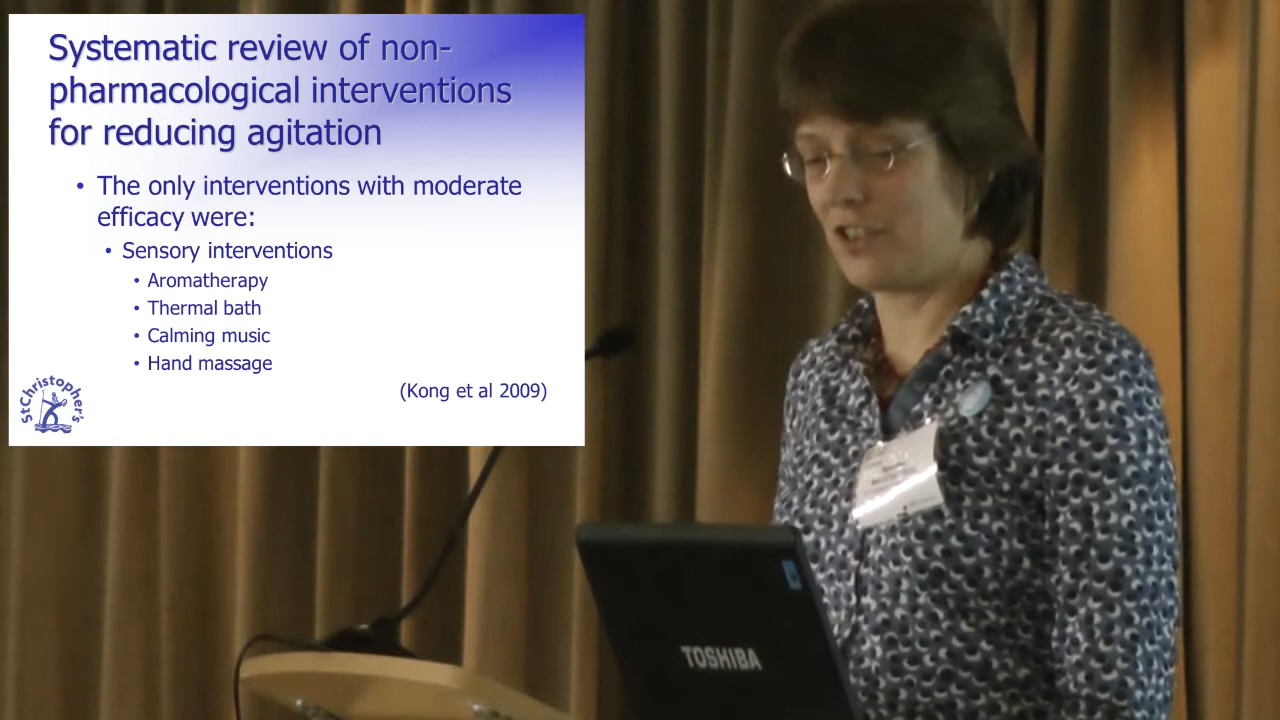 Systematic review of non-
pharmacological interventions
for reducing agitation
• The only interventions with moderate
efficacy were:
• Sensory interventions
• Aromatherapy
• Thermal bath
• Calming music
• Hand massage
(Kong et al 2009)
StChristopher's
TOSHIBA